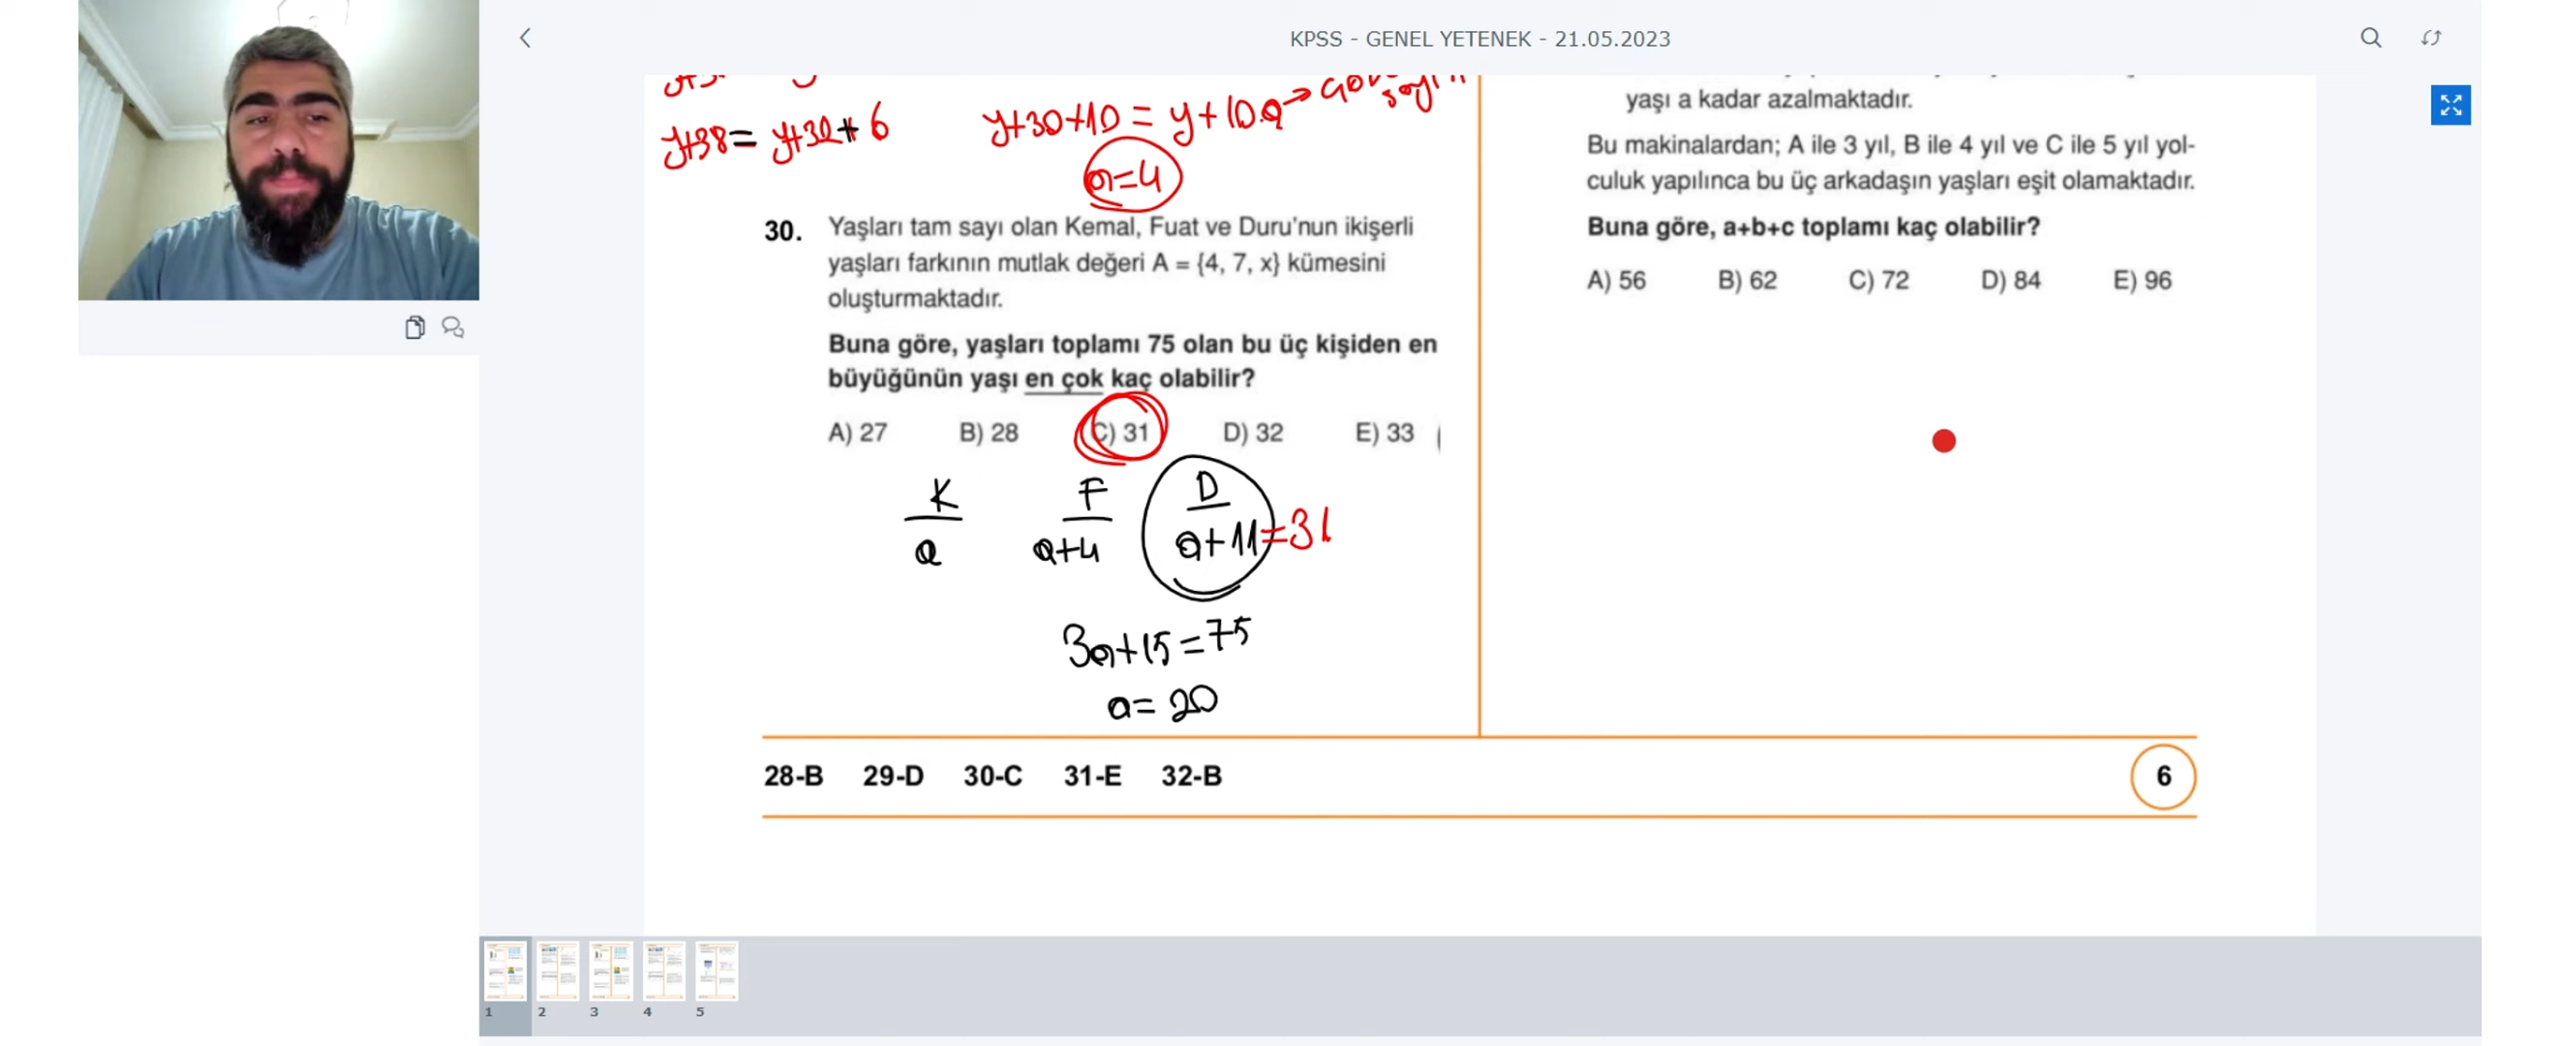 KPSS - GENEL YETENEK - 21.05.2023
y+38 = y+32+6
y+30+10 = y+10.a →
a=4
30. Yaşları tam sayı olan Kemal, Fuat ve Duru'nun ikişerli
yaşları farkının mutlak değeri A = {4, 7, x} kümesini
oluşturmaktadır.
Buna göre, yaşları toplamı 75 olan bu üç kişiden en
büyüğünün yaşı en çok kaç olabilir?
A) 27 B) 28 C) 31 D) 32 E) 33
K F D
a a+4 a+11=31
3a+15=75
a=20
yaşı a kadar azalmaktadır.
Bu makinalardan; A ile 3 yıl, B ile 4 yıl ve C ile 5 yıl yol-
culuk yapılınca bu üç arkadaşın yaşları eşit olamaktadır.
Buna göre, a+b+c toplamı kaç olabilir?
A) 56 B) 62 C) 72 D) 84 E) 96
28-B 29-D 30-C 31-E 32-B
6
1 2 3 4 5